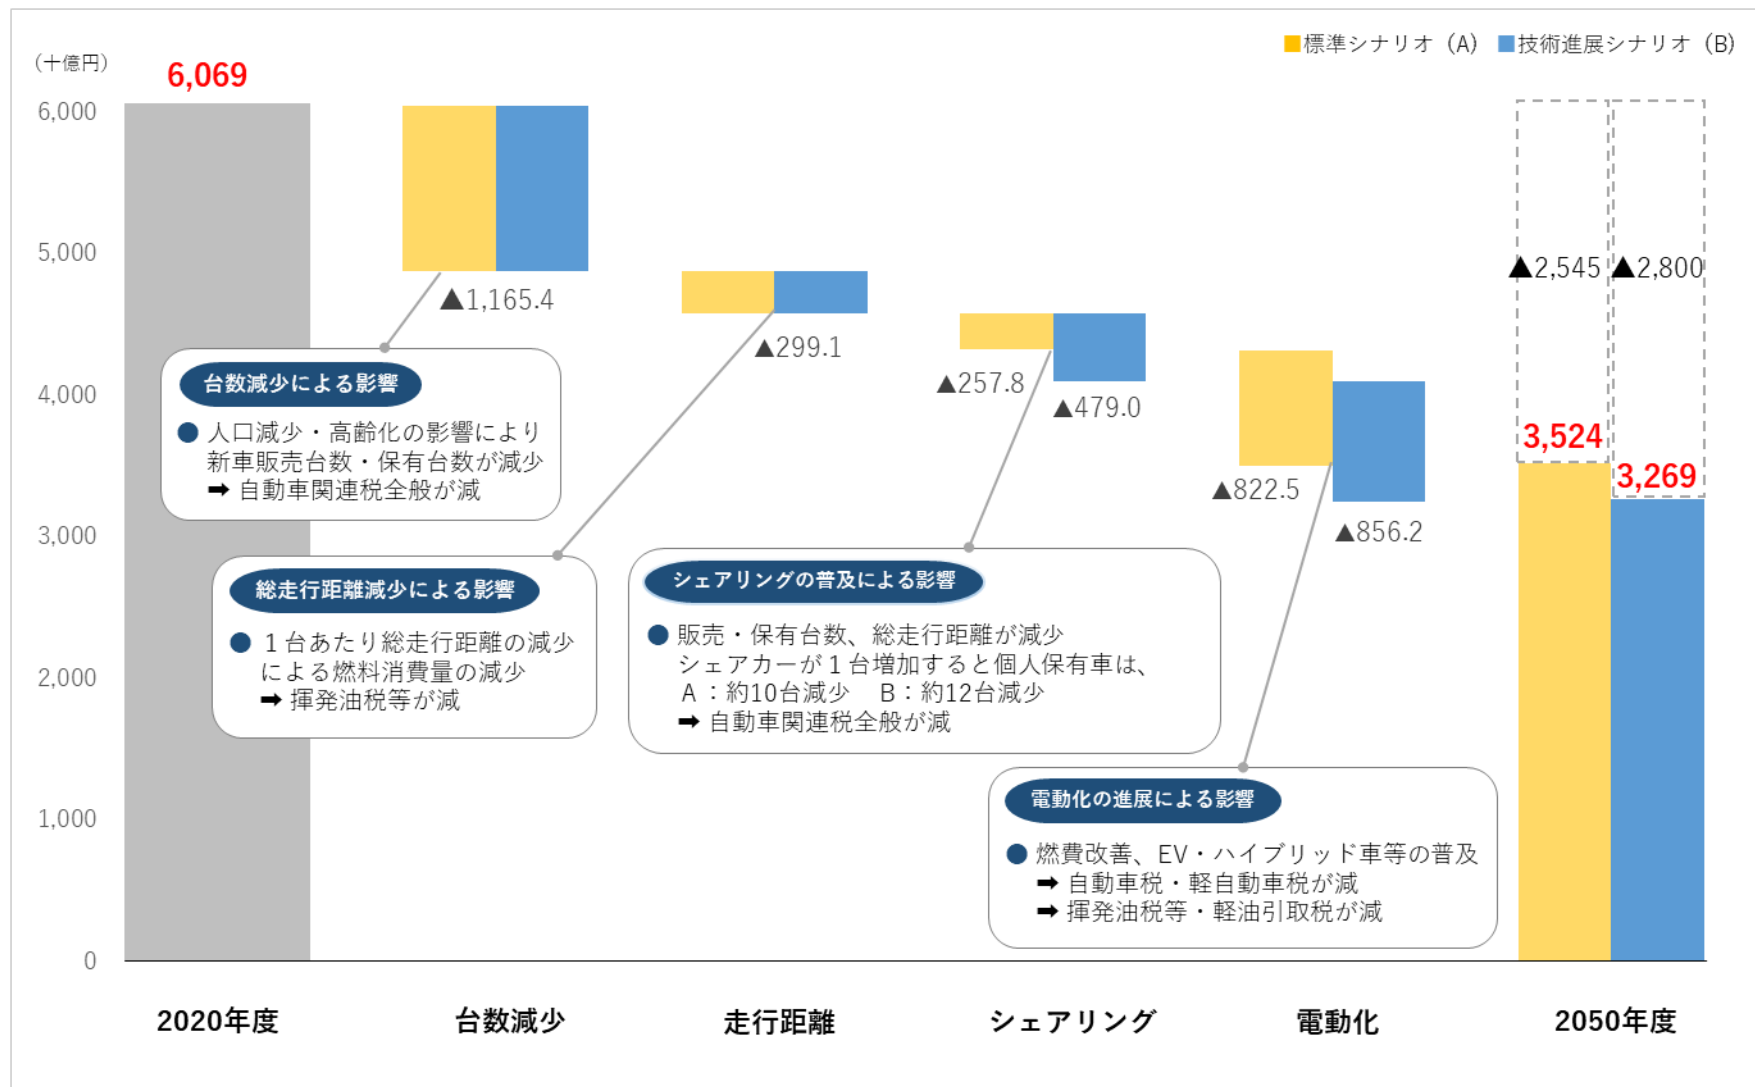 ■標準シナリオ（A） ■技術進展シナリオ（B）
（十億円）
6,069
6,000
5,000
4,000
3,000
2,000
1,000
0
▲1,165.4
▲299.1
▲257.8
▲479.0
▲822.5
▲856.2
▲2,545
▲2,800
3,524
3,269
台数減少による影響
● 人口減少・高齢化の影響により
新車販売台数・保有台数が減少
➡ 自動車関連税全般が減
総走行距離減少による影響
● １台あたり総走行距離の減少
による燃料消費量の減少
➡ 揮発油税等が減
シェアリングの普及による影響
● 販売・保有台数、総走行距離が減少
シェアカーが１台増加すると個人保有車は、
Ａ：約10台減少　Ｂ：約12台減少
➡ 自動車関連税全般が減
電動化の進展による影響
● 燃費改善、EV・ハイブリッド車等の普及
➡ 自動車税・軽自動車税が減
➡ 揮発油税等・軽油引取税が減
2020年度
台数減少
走行距離
シェアリング
電動化
2050年度